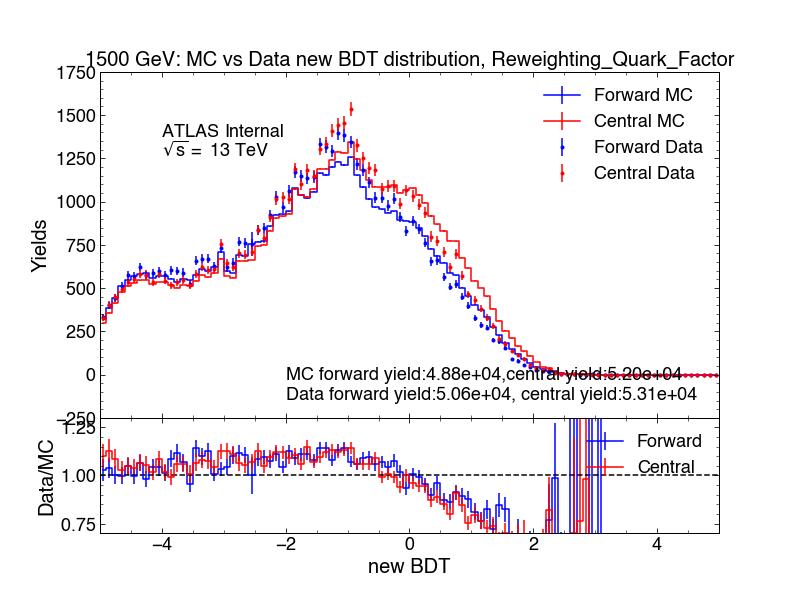 1500 GeV: MC vs Data new BDT distribution, Reweighting_Quark_Factor
1750
1500
1250
1000
750
500
250
0
−250
Yields
ATLAS Internal
√s = 13 TeV
Forward MC
Central MC
Forward Data
Central Data
MC forward yield:4.88e+04,central yield:5.20e+04
Data forward yield:5.06e+04, central yield:5.31e+04
1.25
1.00
0.75
Data/MC
Forward
Central
−4
−2
0
2
4
new BDT